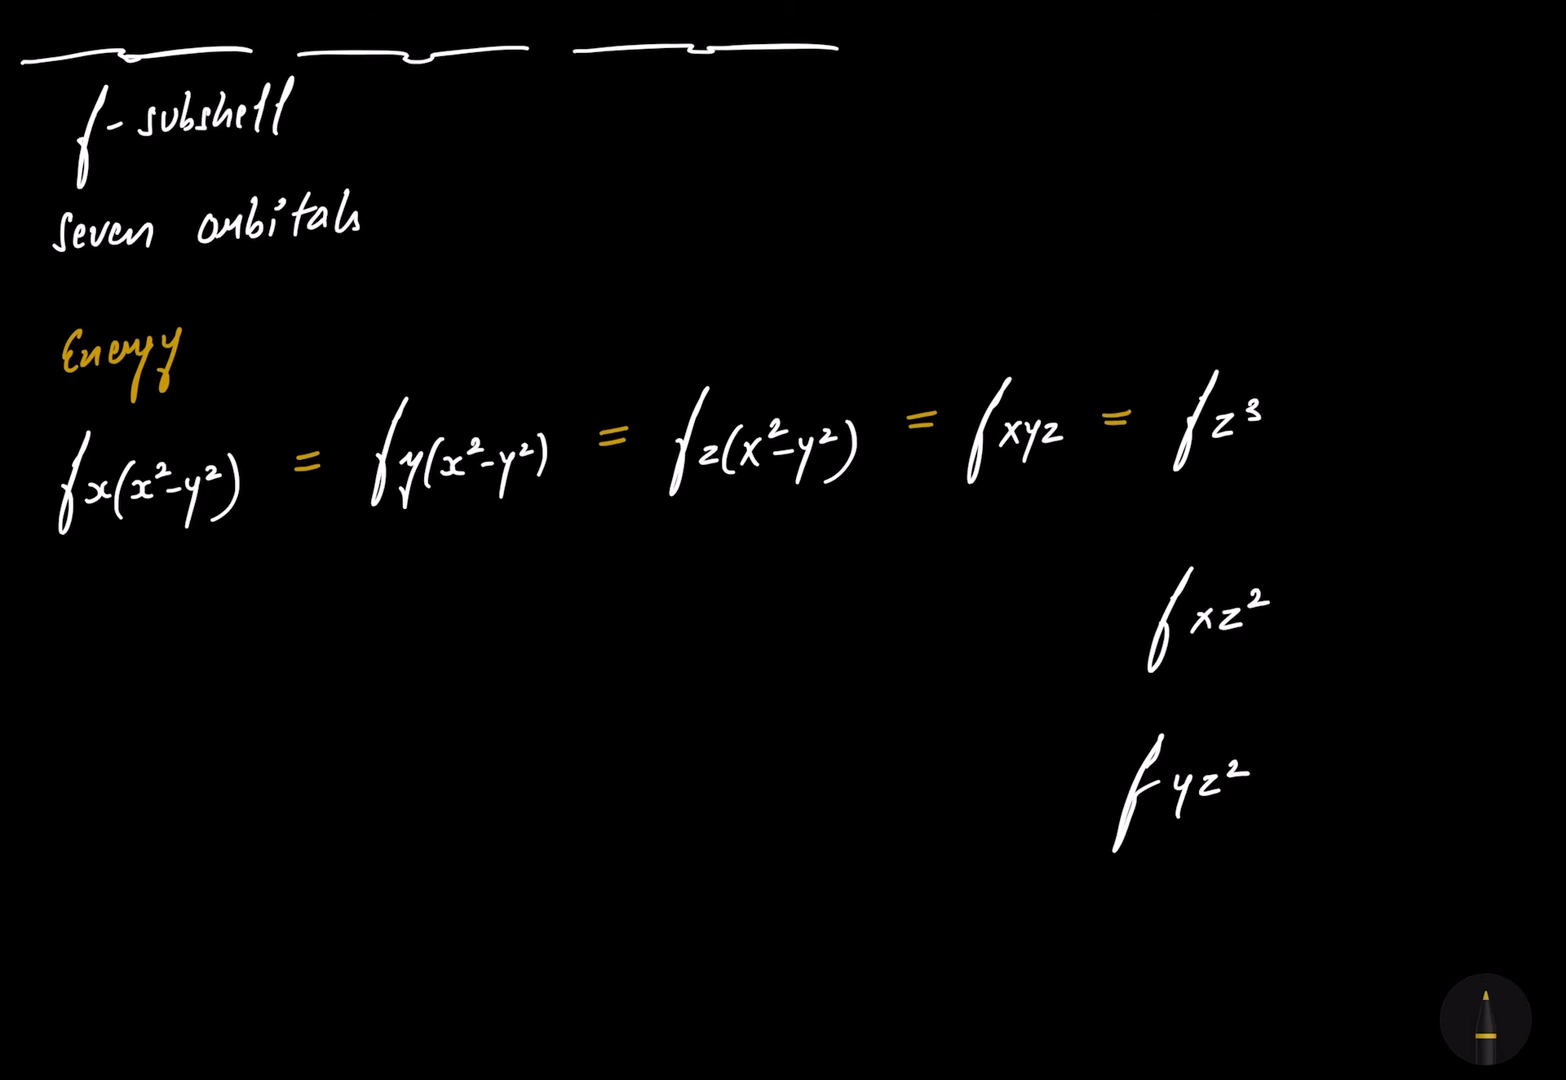 f-subshell
seven orbitals
Energy
fx(x²-y²) = fy(x²-y²) = fz(x²-y²) = fxyz = fz³
fxz²
fyz²